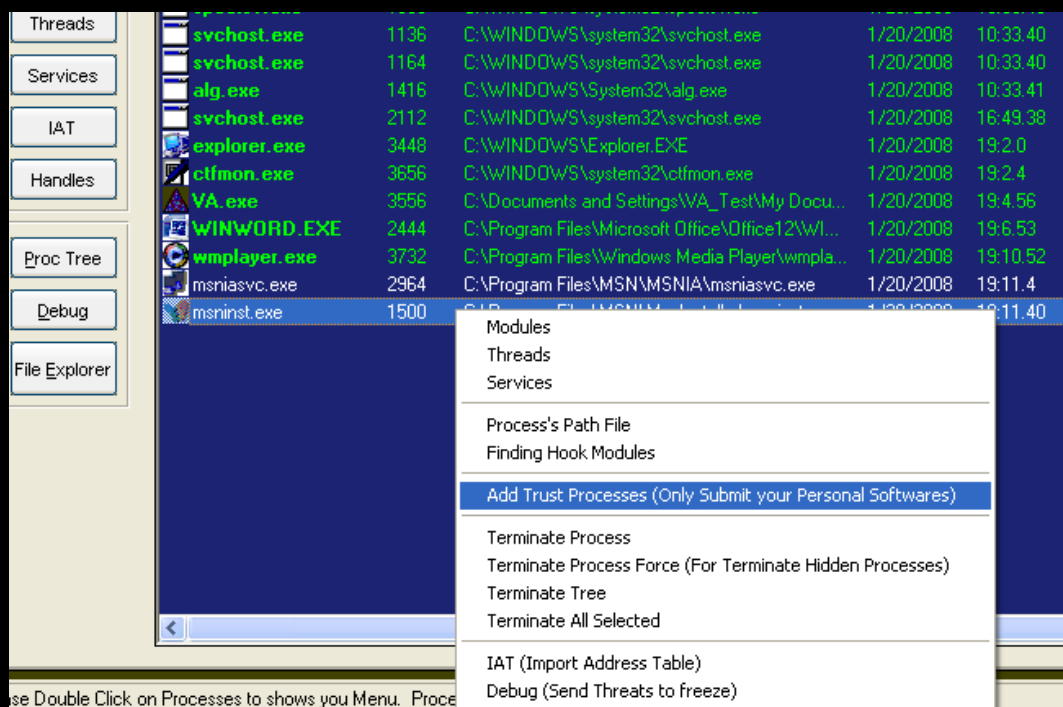 Threads
Services
IAT
Handles
Proc Tree
Debug
File Explorer
svchost.exe 1136 C:\WINDOWS\system32\svchost.exe 1/20/2008 10:33.40
svchost.exe 1164 C:\WINDOWS\system32\svchost.exe 1/20/2008 10:33.40
alg.exe 1416 C:\WINDOWS\System32\alg.exe 1/20/2008 10:33.41
svchost.exe 2112 C:\WINDOWS\system32\svchost.exe 1/20/2008 16:49.38
explorer.exe 3448 C:\WINDOWS\Explorer.EXE 1/20/2008 19:2.0
ctfmon.exe 3656 C:\WINDOWS\system32\ctfmon.exe 1/20/2008 19:2.4
VA.exe 3556 C:\Documents and Settings\VA_Test\My Docu... 1/20/2008 19:4.56
WINWORD.EXE 2444 C:\Program Files\Microsoft Office\Office12\WI... 1/20/2008 19:6.53
wmplayer.exe 3732 C:\Program Files\Windows Media Player\wmpla... 1/20/2008 19:10.52
msniasvc.exe 2964 C:\Program Files\MSN\MSNIA\msniasvc.exe 1/20/2008 19:11.4
msninst.exe 1500 :11.40
Modules
Threads
Services
Process's Path File
Finding Hook Modules
Add Trust Processes (Only Submit your Personal Softwares)
Terminate Process
Terminate Process Force (For Terminate Hidden Processes)
Terminate Tree
Terminate All Selected
IAT (Import Address Table)
Debug (Send Threats to freeze)
se Double Click on Processes to shows you Menu. Proce